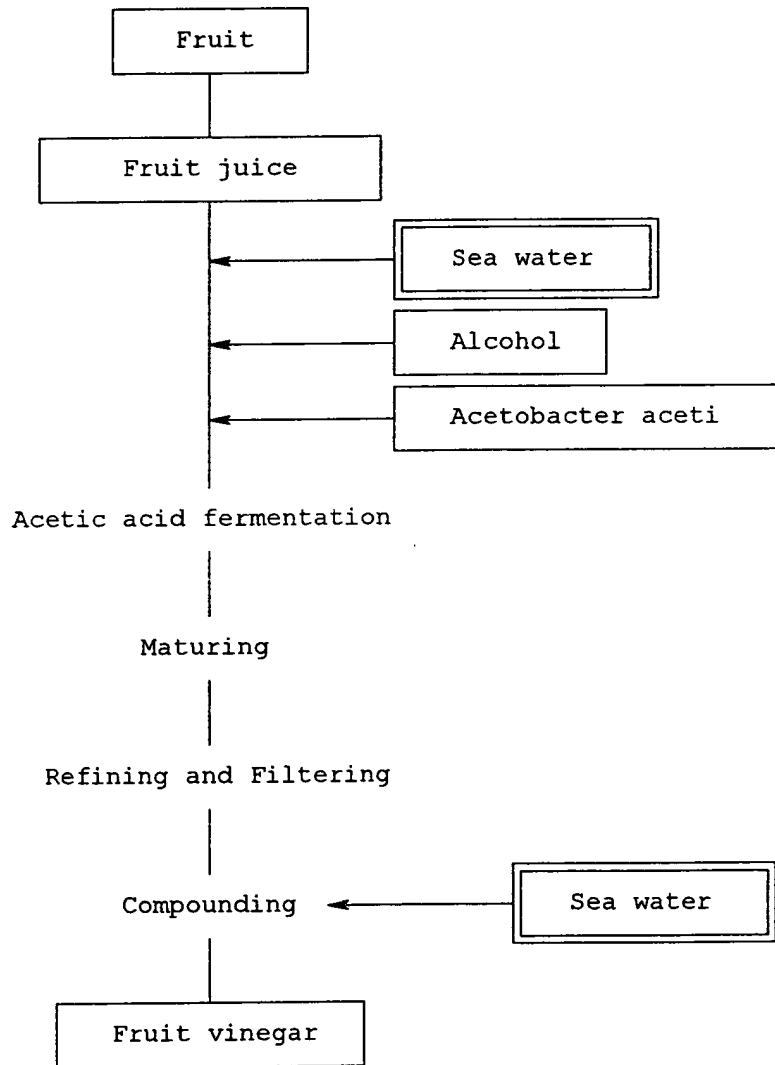 Fruit
Fruit juice
Sea water
Alcohol
Acetobacter aceti
Acetic acid fermentation
Maturing
Refining and Filtering
Compounding
Sea water
Fruit vinegar